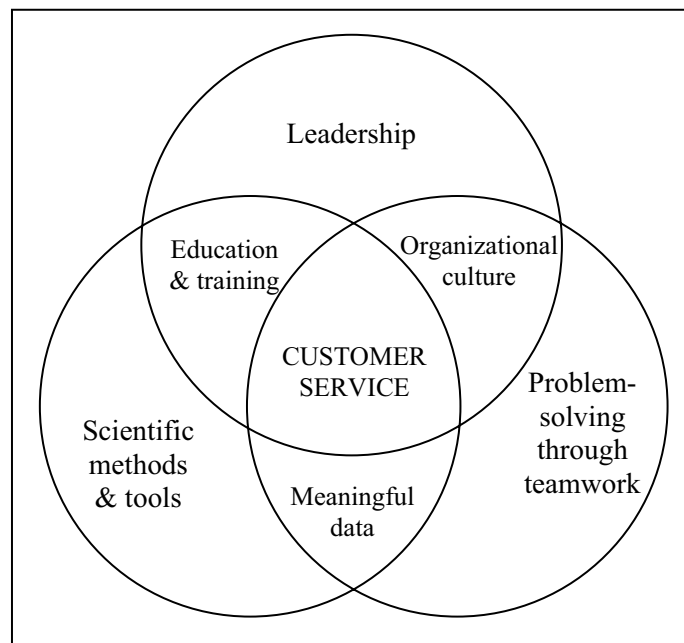 Leadership
Education
& training
Organizational
culture
CUSTOMER
SERVICE
Scientific
methods
& tools
Problem-
solving
through
teamwork
Meaningful
data